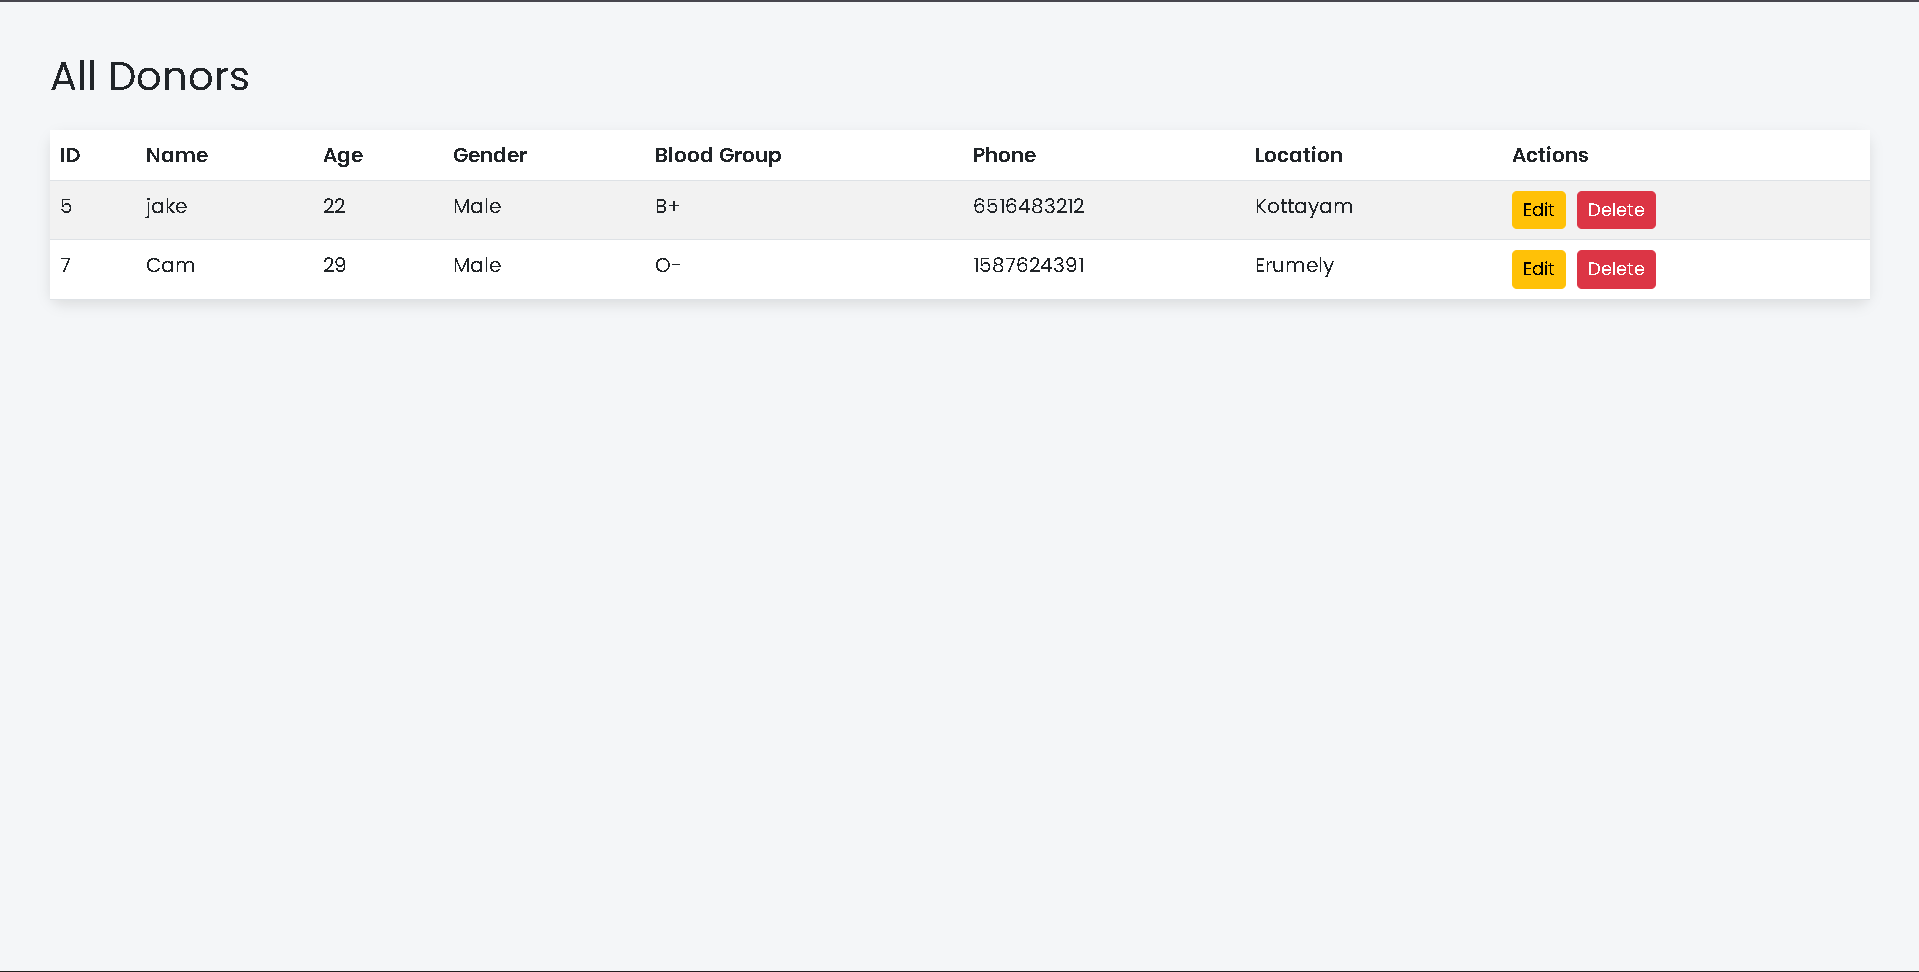 All Donors
ID Name Age Gender Blood Group Phone Location Actions
5 jake 22 Male B+ 6516483212 Kottayam Edit Delete
7 Cam 29 Male O- 1587624391 Erumely Edit Delete